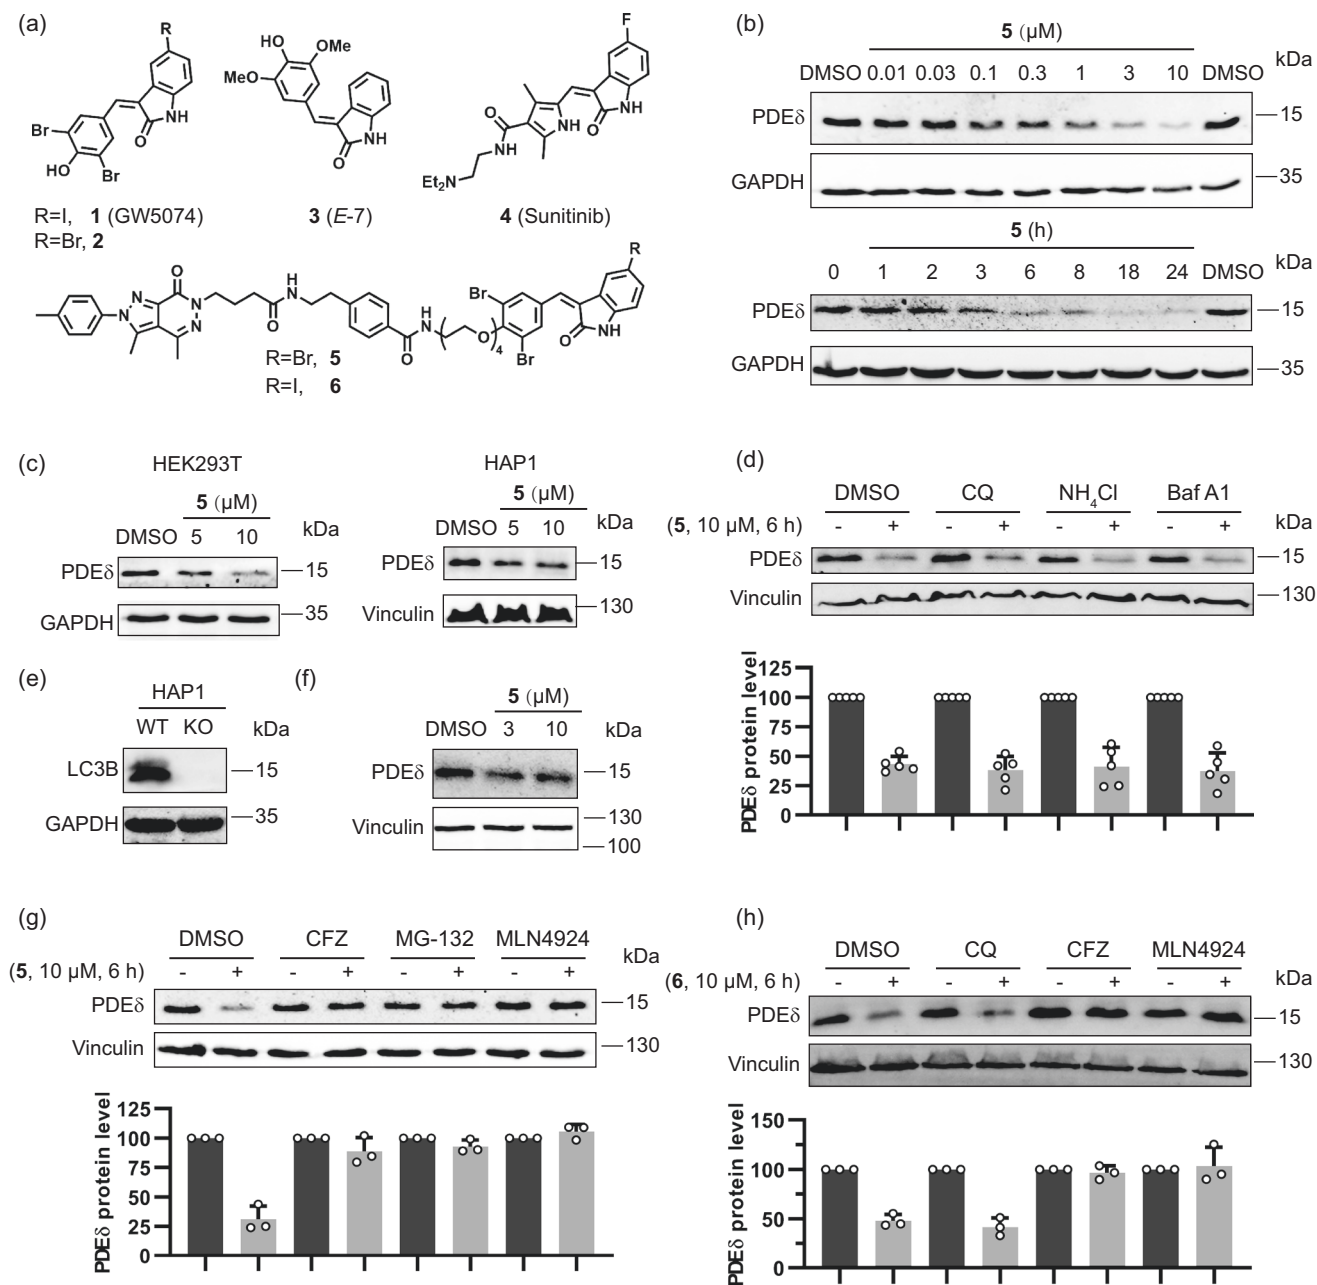 (a)
R
HO
OMe
MeO
F
Br
HO
Br
O
NH
O
NH
O
NH
NH
O
NH
Et₂N
R=I, 1 (GW5074)
R=Br, 2
3 (E-7)
4 (Sunitinib)
O
N
N
N
N
O
H
N
O
H
N
O
4
Br
Br
O
NH
R
R=Br, 5
R=I, 6
(b)
5 (μM)
DMSO 0.01 0.03 0.1 0.3 1 3 10 DMSO kDa
PDEδ
15
GAPDH
35
5 (h)
0 1 2 3 6 8 18 24 DMSO kDa
PDEδ
15
GAPDH
35
(c)
HEK293T
5 (μM)
DMSO 5 10 kDa
PDEδ
15
GAPDH
35
HAP1
5 (μM)
DMSO 5 10 kDa
PDEδ
15
Vinculin
130
(d)
DMSO CQ NH₄Cl Baf A1
(5, 10 μM, 6 h) - + - + - + - + kDa
PDEδ
15
Vinculin
130
PDEδ protein level
125
100
75
50
25
0
(e)
HAP1
WT KO kDa
LC3B
15
GAPDH
35
(f)
5 (μM)
DMSO 3 10 kDa
PDEδ
15
Vinculin
130
100
(g)
DMSO CFZ MG-132 MLN4924
(5, 10 μM, 6 h) - + - + - + - + kDa
PDEδ
15
Vinculin
130
PDEδ protein level
125
100
75
50
25
0
(h)
DMSO CQ CFZ MLN4924
(6, 10 μM, 6 h) - + - + - + - + kDa
PDEδ
15
Vinculin
130
PDEδ protein level
150
100
50
0